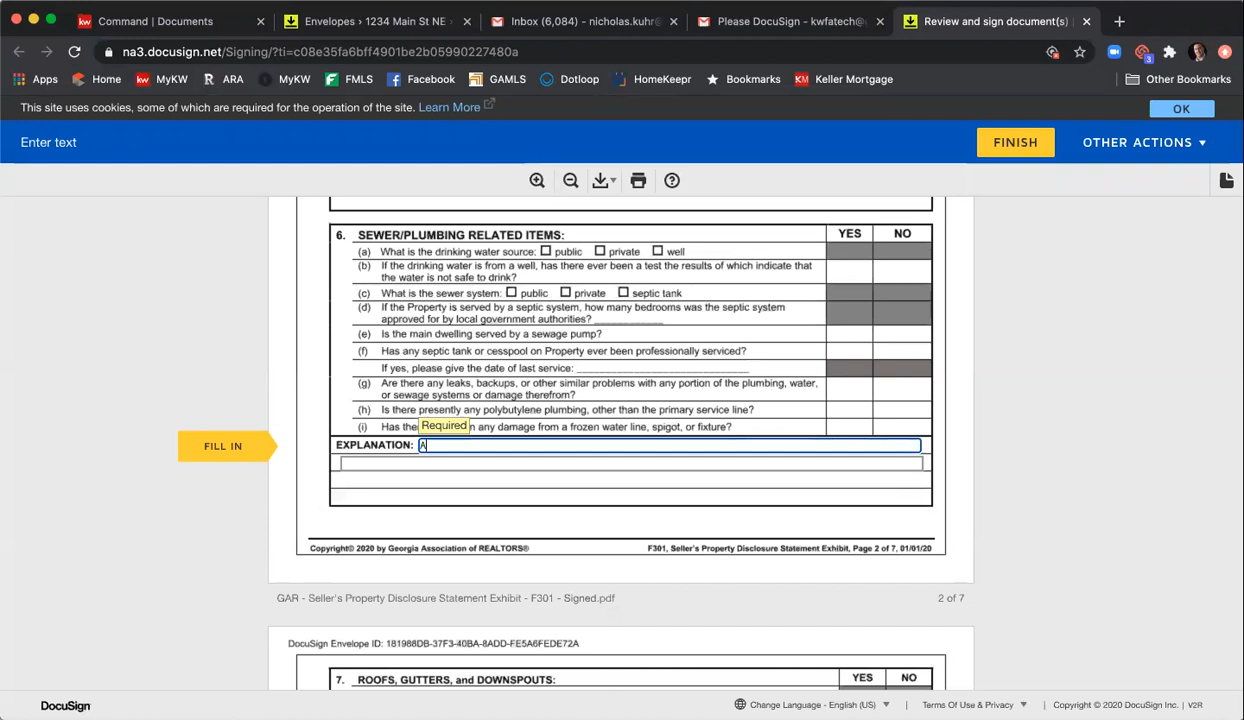 kw Command | Documents × Envelopes › 1234 Main St NE × Inbox (6,084) - nicholas.kuhr × Please DocuSign - kwfatech@ × Review and sign document(s) | × +
na3.docusign.net/Signing/?ti=c08e35fa6bff4901be2b05990227480a
Apps Home kw MyKW R ARA MyKW F FMLS f Facebook GAMLS Dotloop HomeKeepr Bookmarks KM Keller Mortgage Other Bookmarks
This site uses cookies, some of which are required for the operation of the site. Learn More OK
Enter text FINISH OTHER ACTIONS
6. SEWER/PLUMBING RELATED ITEMS: YES NO
(a) What is the drinking water source: public private well
(b) If the drinking water is from a well, has there ever been a test the results of which indicate that
the water is not safe to drink?
(c) What is the sewer system: public private septic tank
(d) If the Property is served by a septic system, how many bedrooms was the septic system
approved for by local government authorities? ____________
(e) Is the main dwelling served by a sewage pump?
(f) Has any septic tank or cesspool on Property ever been professionally serviced?
If yes, please give the date of last service: ______________________________
(g) Are there any leaks, backups, or other similar problems with any portion of the plumbing, water,
or sewage systems or damage therefrom?
(h) Is there presently any polybutylene plumbing, other than the primary service line?
Required
(i) Has the n any damage from a frozen water line, spigot, or fixture?
FILL IN EXPLANATION: A
Copyright© 2020 by Georgia Association of REALTORS® F301, Seller's Property Disclosure Statement Exhibit, Page 2 of 7, 01/01/20
GAR - Seller's Property Disclosure Statement Exhibit - F301 - Signed.pdf 2 of 7
DocuSign Envelope ID: 181988DB-37F3-40BA-8ADD-FE5A6FEDE72A
7. ROOFS, GUTTERS, and DOWNSPOUTS: YES NO
DocuSign Change Language - English (US) | Terms Of Use & Privacy | Copyright © 2020 DocuSign Inc. | V2R